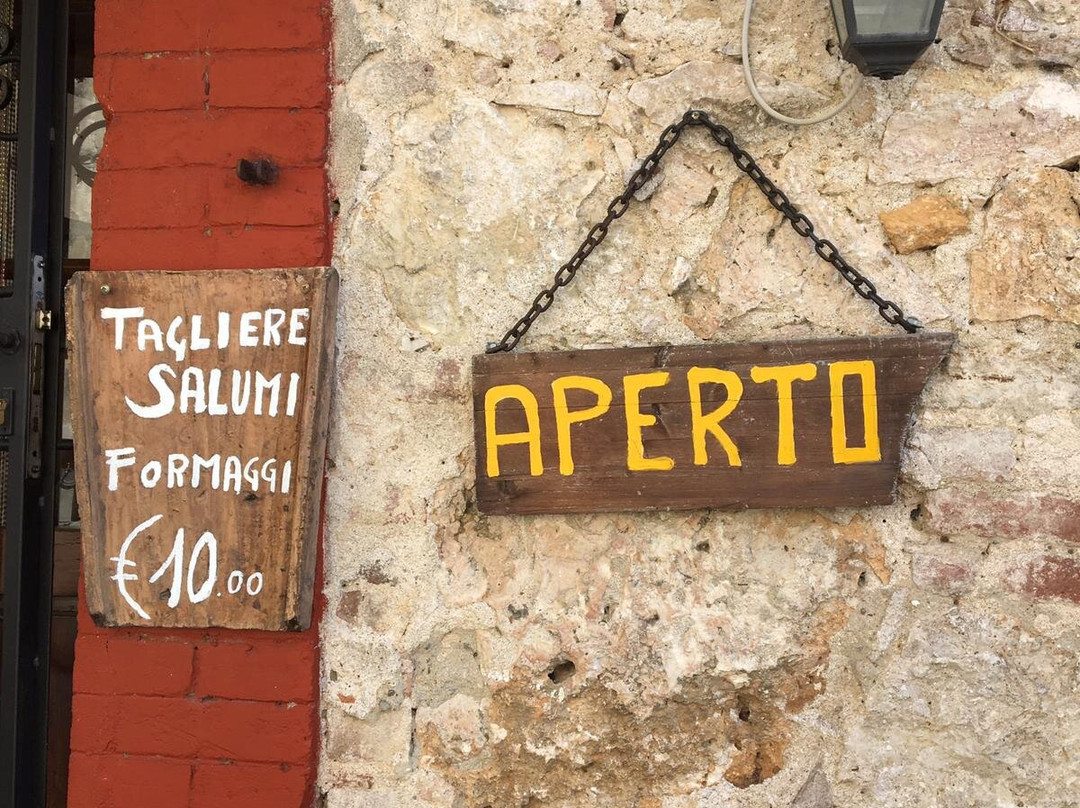 TAGLIERE
SALUMI
FORMAGGI
€10.00
APERTO